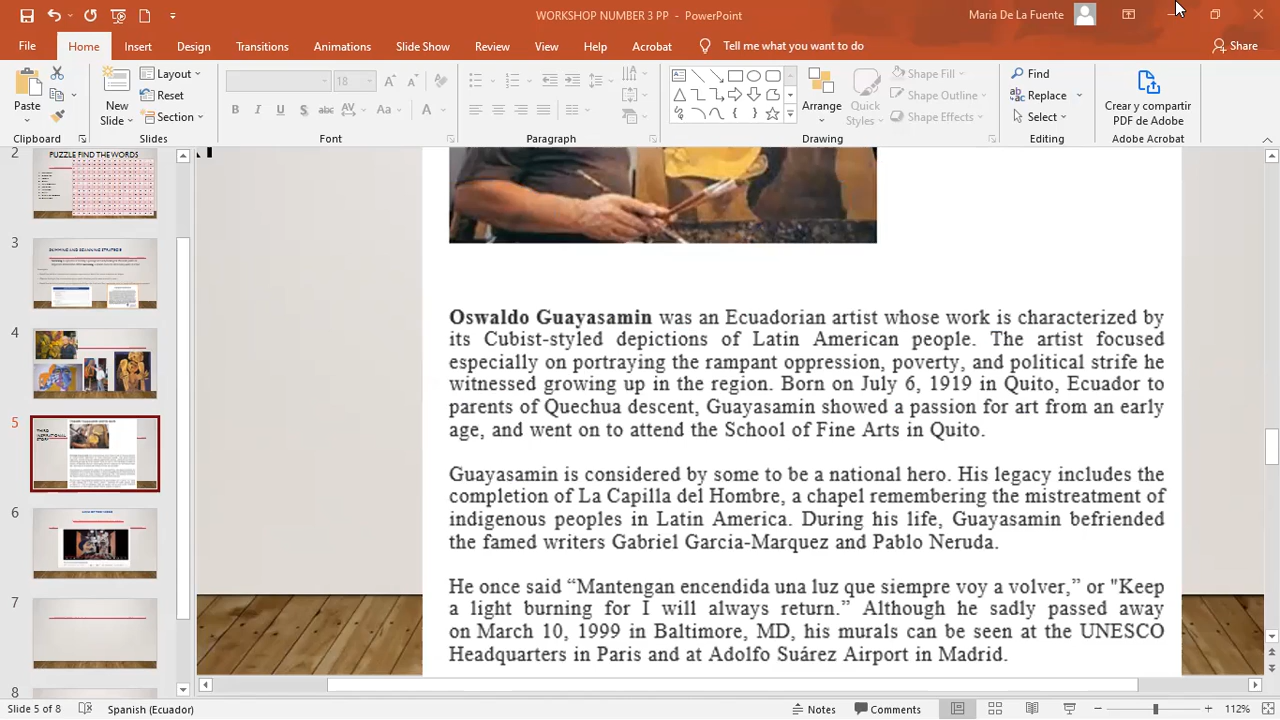 WORKSHOP NUMBER 3 PP - PowerPoint
Maria De La Fuente
File Home Insert Design Transitions Animations Slide Show Review View Help Acrobat Tell me what you want to do Share
Paste
New Slide
Layout
Reset
Section
18
Arrange
Quick Styles
Shape Fill
Shape Outline
Shape Effects
Find
Replace
Select
Crear y compartir
PDF de Adobe
Clipboard Slides Font Paragraph Drawing Editing Adobe Acrobat
2
PUZZLE FIND THE WORDS
3
4
5
6
7
8
Oswaldo Guayasamin was an Ecuadorian artist whose work is characterized by
its Cubist-styled depictions of Latin American people. The artist focused
especially on portraying the rampant oppression, poverty, and political strife he
witnessed growing up in the region. Born on July 6, 1919 in Quito, Ecuador to
parents of Quechua descent, Guayasamin showed a passion for art from an early
age, and went on to attend the School of Fine Arts in Quito.
Guayasamin is considered by some to be a national hero. His legacy includes the
completion of La Capilla del Hombre, a chapel remembering the mistreatment of
indigenous peoples in Latin America. During his life, Guayasamin befriended
the famed writers Gabriel Garcia-Marquez and Pablo Neruda.
He once said “Mantengan encendida una luz que siempre voy a volver,” or "Keep
a light burning for I will always return.” Although he sadly passed away
on March 10, 1999 in Baltimore, MD, his murals can be seen at the UNESCO
Headquarters in Paris and at Adolfo Suárez Airport in Madrid.
Slide 5 of 8 Spanish (Ecuador) Notes Comments 112%